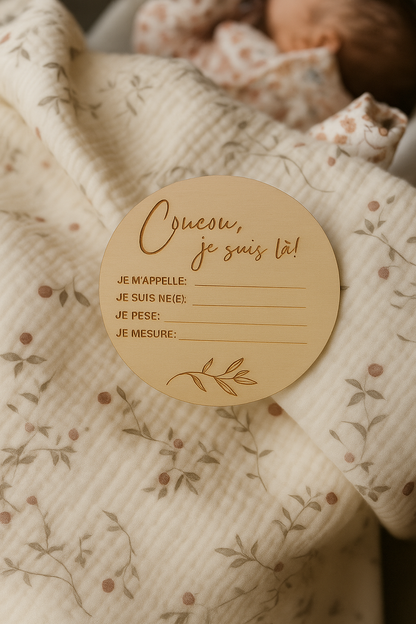 Coucou,
je suis là!
JE M'APPELLE:
JE SUIS NE(E):
JE PESE:
JE MESURE: